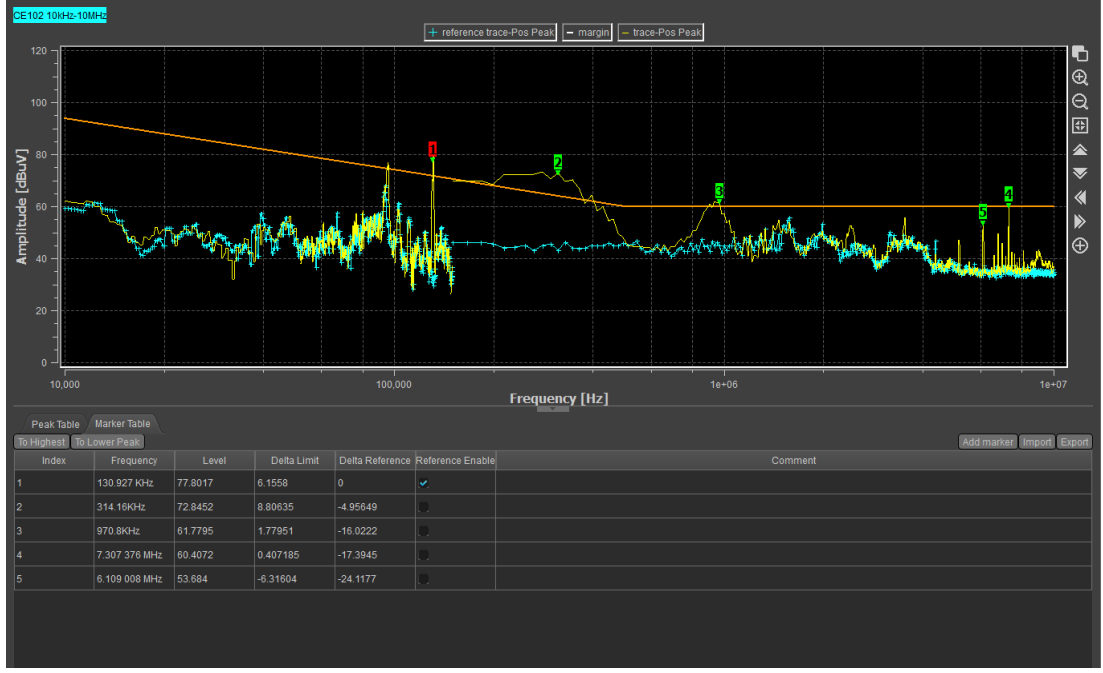 CE102 10kHz-10MHz
reference trace-Pos Peak margin trace-Pos Peak
120
100
80
60
40
20
0
Amplitude [dBuV]
1
2
3
4
5
10,000 100,000 1e+06 1e+07
Frequency [Hz]
Peak Table Marker Table
To Highest To Lower Peak Add marker Import Export
Index Frequency Level Delta Limit Delta Reference Reference Enable Comment
1 130.927 KHz 77.8017 6.1558 0
2 314.16KHz 72.8452 8.80635 -4.95649
3 970.8KHz 61.7795 1.77951 -16.0222
4 7.307 376 MHz 60.4072 0.407185 -17.3945
5 6.109 008 MHz 53.684 -6.31604 -24.1177